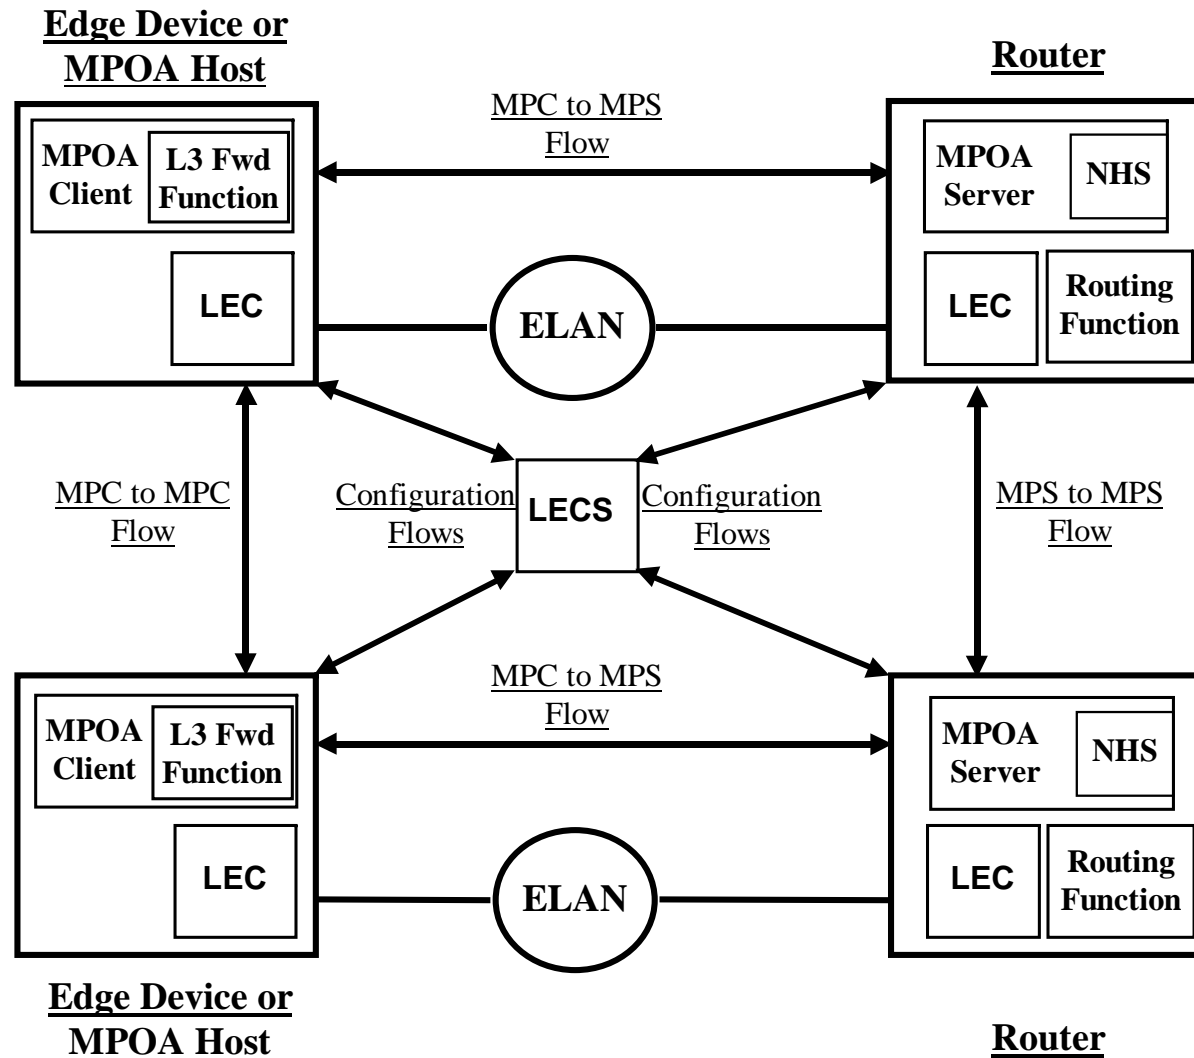 Edge Device or
MPOA Host
Router
MPC to MPS
Flow
MPOA
Client
L3 Fwd
Function
LEC
ELAN
MPOA
Server
NHS
LEC
Routing
Function
MPC to MPC
Flow
Configuration
Flows
LECS
Configuration
Flows
MPS to MPS
Flow
MPC to MPS
Flow
MPOA
Client
L3 Fwd
Function
LEC
ELAN
MPOA
Server
NHS
LEC
Routing
Function
Edge Device or
MPOA Host
Router